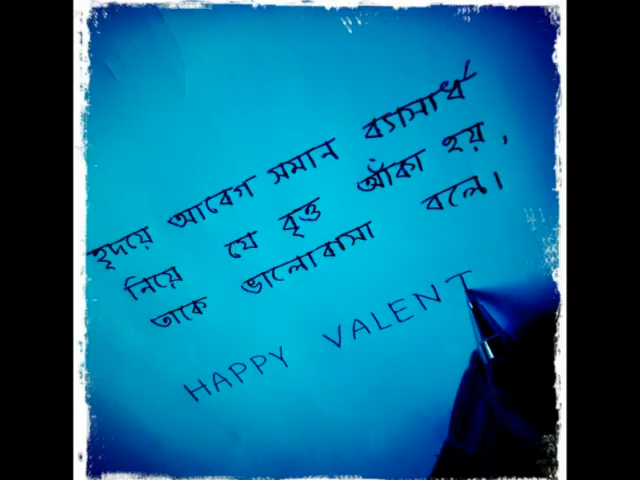 হৃদয়ে আবেগ সমান ব্যাসার্ধ
নিয়ে যে বৃত্ত আঁকা হয়,
তাকে ভালোবাসা বলে।
HAPPY VALENT